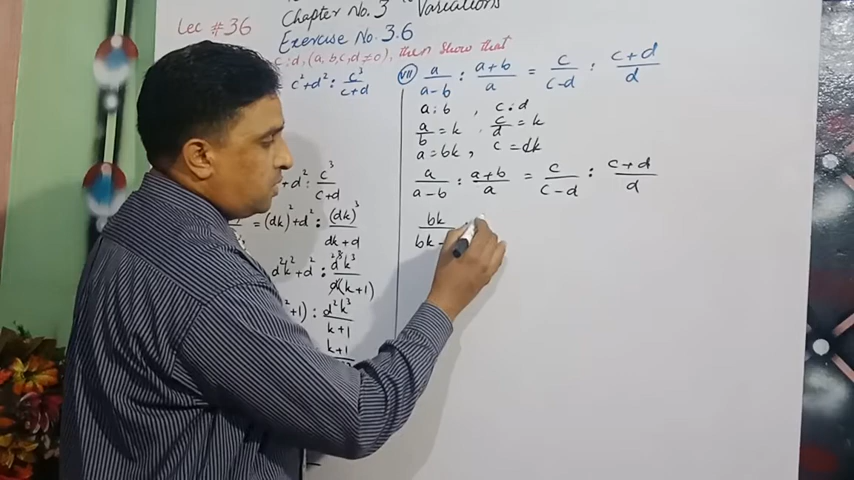 Chapter No. 3 Variations
Lec #36
Exercise No. 3.6
c : d, (a, b, c, d ≠ 0), then show that
c² + d² : c³/(c+d)
+ d² : c³/(c+d)
= (dk)² + d² : (dk)³/(dk+d)
d²k² + d² : d³k³/d(k+1)
+1) : d²k³/(k+1)
k+1
(vii) a/(a-b) : (a+b)/a = c/(c-d) : (c+d)/d
a : b , c : d
a/b = k , c/d = k
a = bk , c = dk
a/(a-b) : (a+b)/a = c/(c-d) : (c+d)/d
bk/(bk-